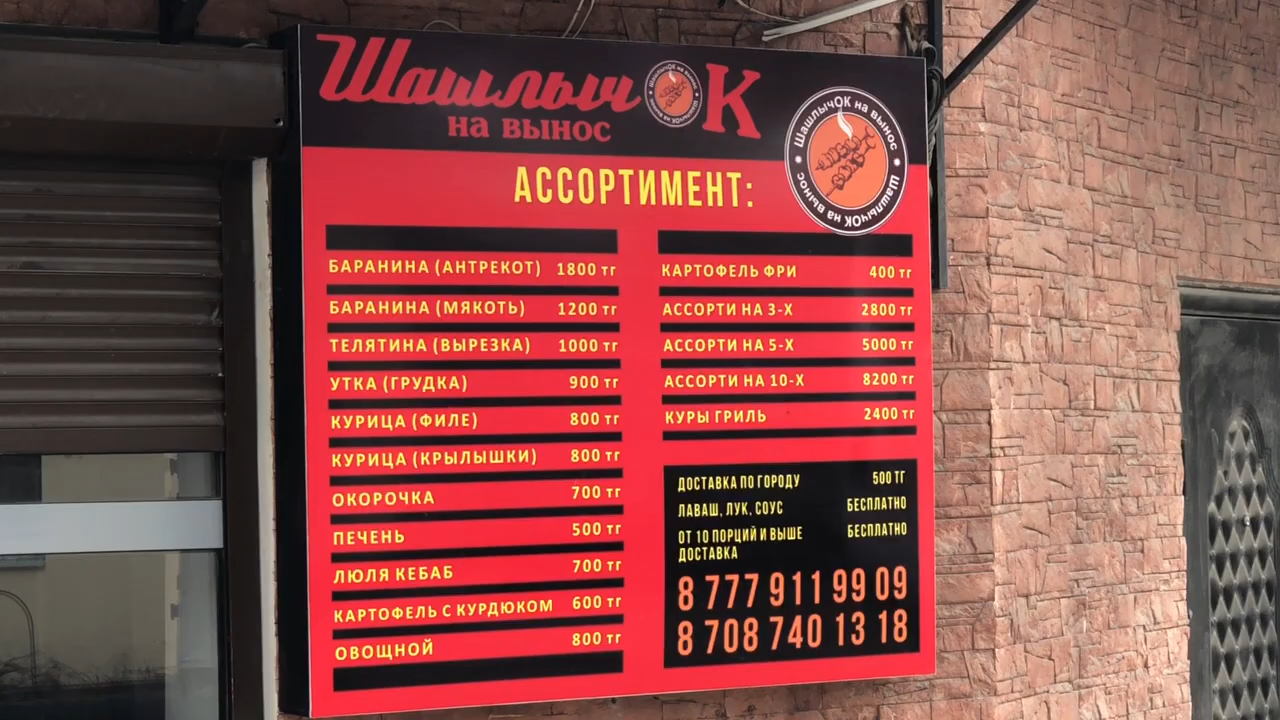 ШашлычОК
на вынос
ШашлычОК на вынос * ШашлычОК на вынос *
АССОРТИМЕНТ:
БАРАНИНА (АНТРЕКОТ) 1800 тг
БАРАНИНА (МЯКОТЬ) 1200 тг
ТЕЛЯТИНА (ВЫРЕЗКА) 1000 тг
УТКА (ГРУДКА) 900 тг
КУРИЦА (ФИЛЕ) 800 тг
КУРИЦА (КРЫЛЫШКИ) 800 тг
ОКОРОЧКА 700 тг
ПЕЧЕНЬ 500 тг
ЛЮЛЯ КЕБАБ 700 тг
КАРТОФЕЛЬ С КУРДЮКОМ 600 тг
ОВОЩНОЙ 800 тг
КАРТОФЕЛЬ ФРИ 400 тг
АССОРТИ НА 3-Х 2800 тг
АССОРТИ НА 5-Х 5000 тг
АССОРТИ НА 10-Х 8200 тг
КУРЫ ГРИЛЬ 2400 тг
ДОСТАВКА ПО ГОРОДУ 500 ТГ
ЛАВАШ, ЛУК, СОУС БЕСПЛАТНО
ОТ 10 ПОРЦИЙ И ВЫШЕ БЕСПЛАТНО
ДОСТАВКА
8 777 911 99 09
8 708 740 13 18